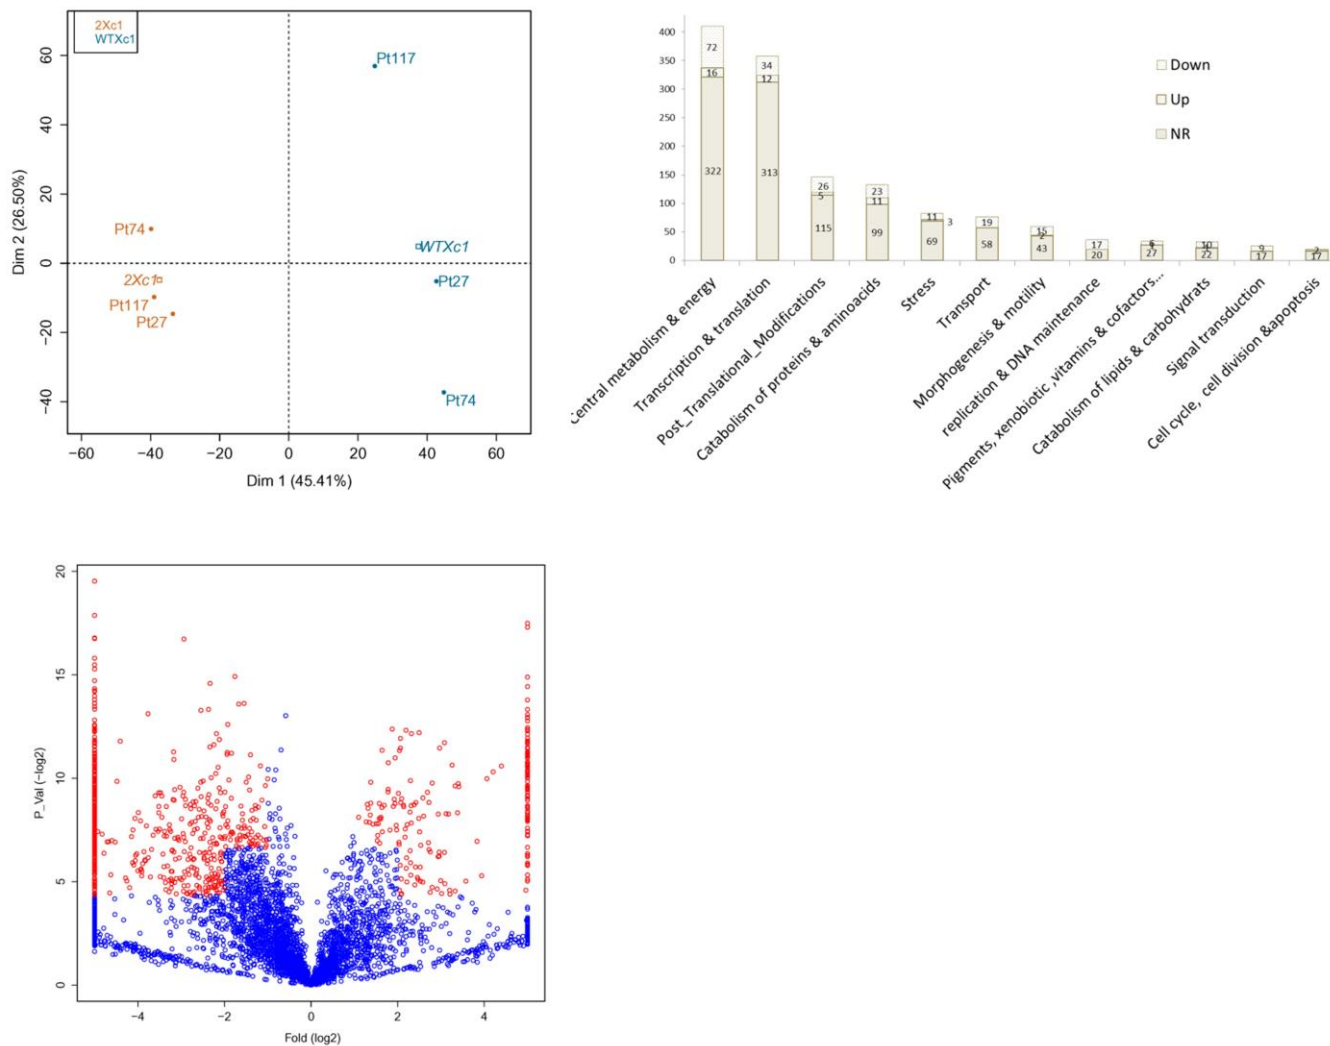 2Xc1
WTXc1
Dim 2 (26.50%)
60
40
20
0
−20
−40
Pt117
Pt74
WTXc1
2Xc1
Pt27
Pt117
Pt27
Pt74
−60
−40
−20
0
20
40
60
Dim 1 (45.41%)
400
350
300
250
200
150
100
50
0
Down
Up
NR
72
16
322
34
12
313
26
5
115
23
11
99
11
3
69
19
58
15
2
43
17
20
6
27
10
22
9
17
17
Central metabolism & energy
Transcription & translation
Post_Translational_Modifications
Catabolism of proteins & aminoacids
Stress
Transport
Morphogenesis & motility
replication & DNA maintenance
Pigments, xenobiotic ,vitamins & cofactors...
Catabolism of lipids & carbohydrats
Signal transduction
Cell cycle, cell division &apoptosis
P_Val (−log2)
20
15
10
5
0
−4
−2
0
2
4
Fold (log2)